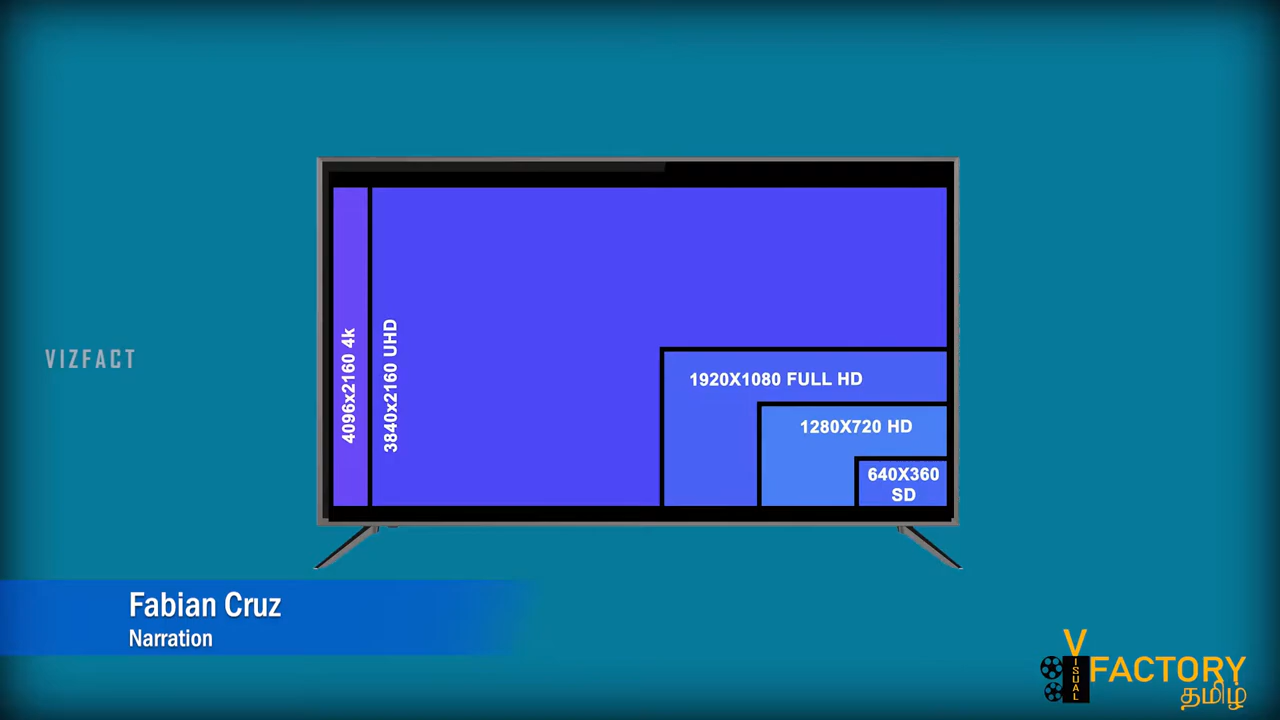 VIZFACT
4096x2160 4k
3840x2160 UHD
1920X1080 FULL HD
1280X720 HD
640X360
SD
Fabian Cruz
Narration
VISUAL
FACTORY
தமிழ்